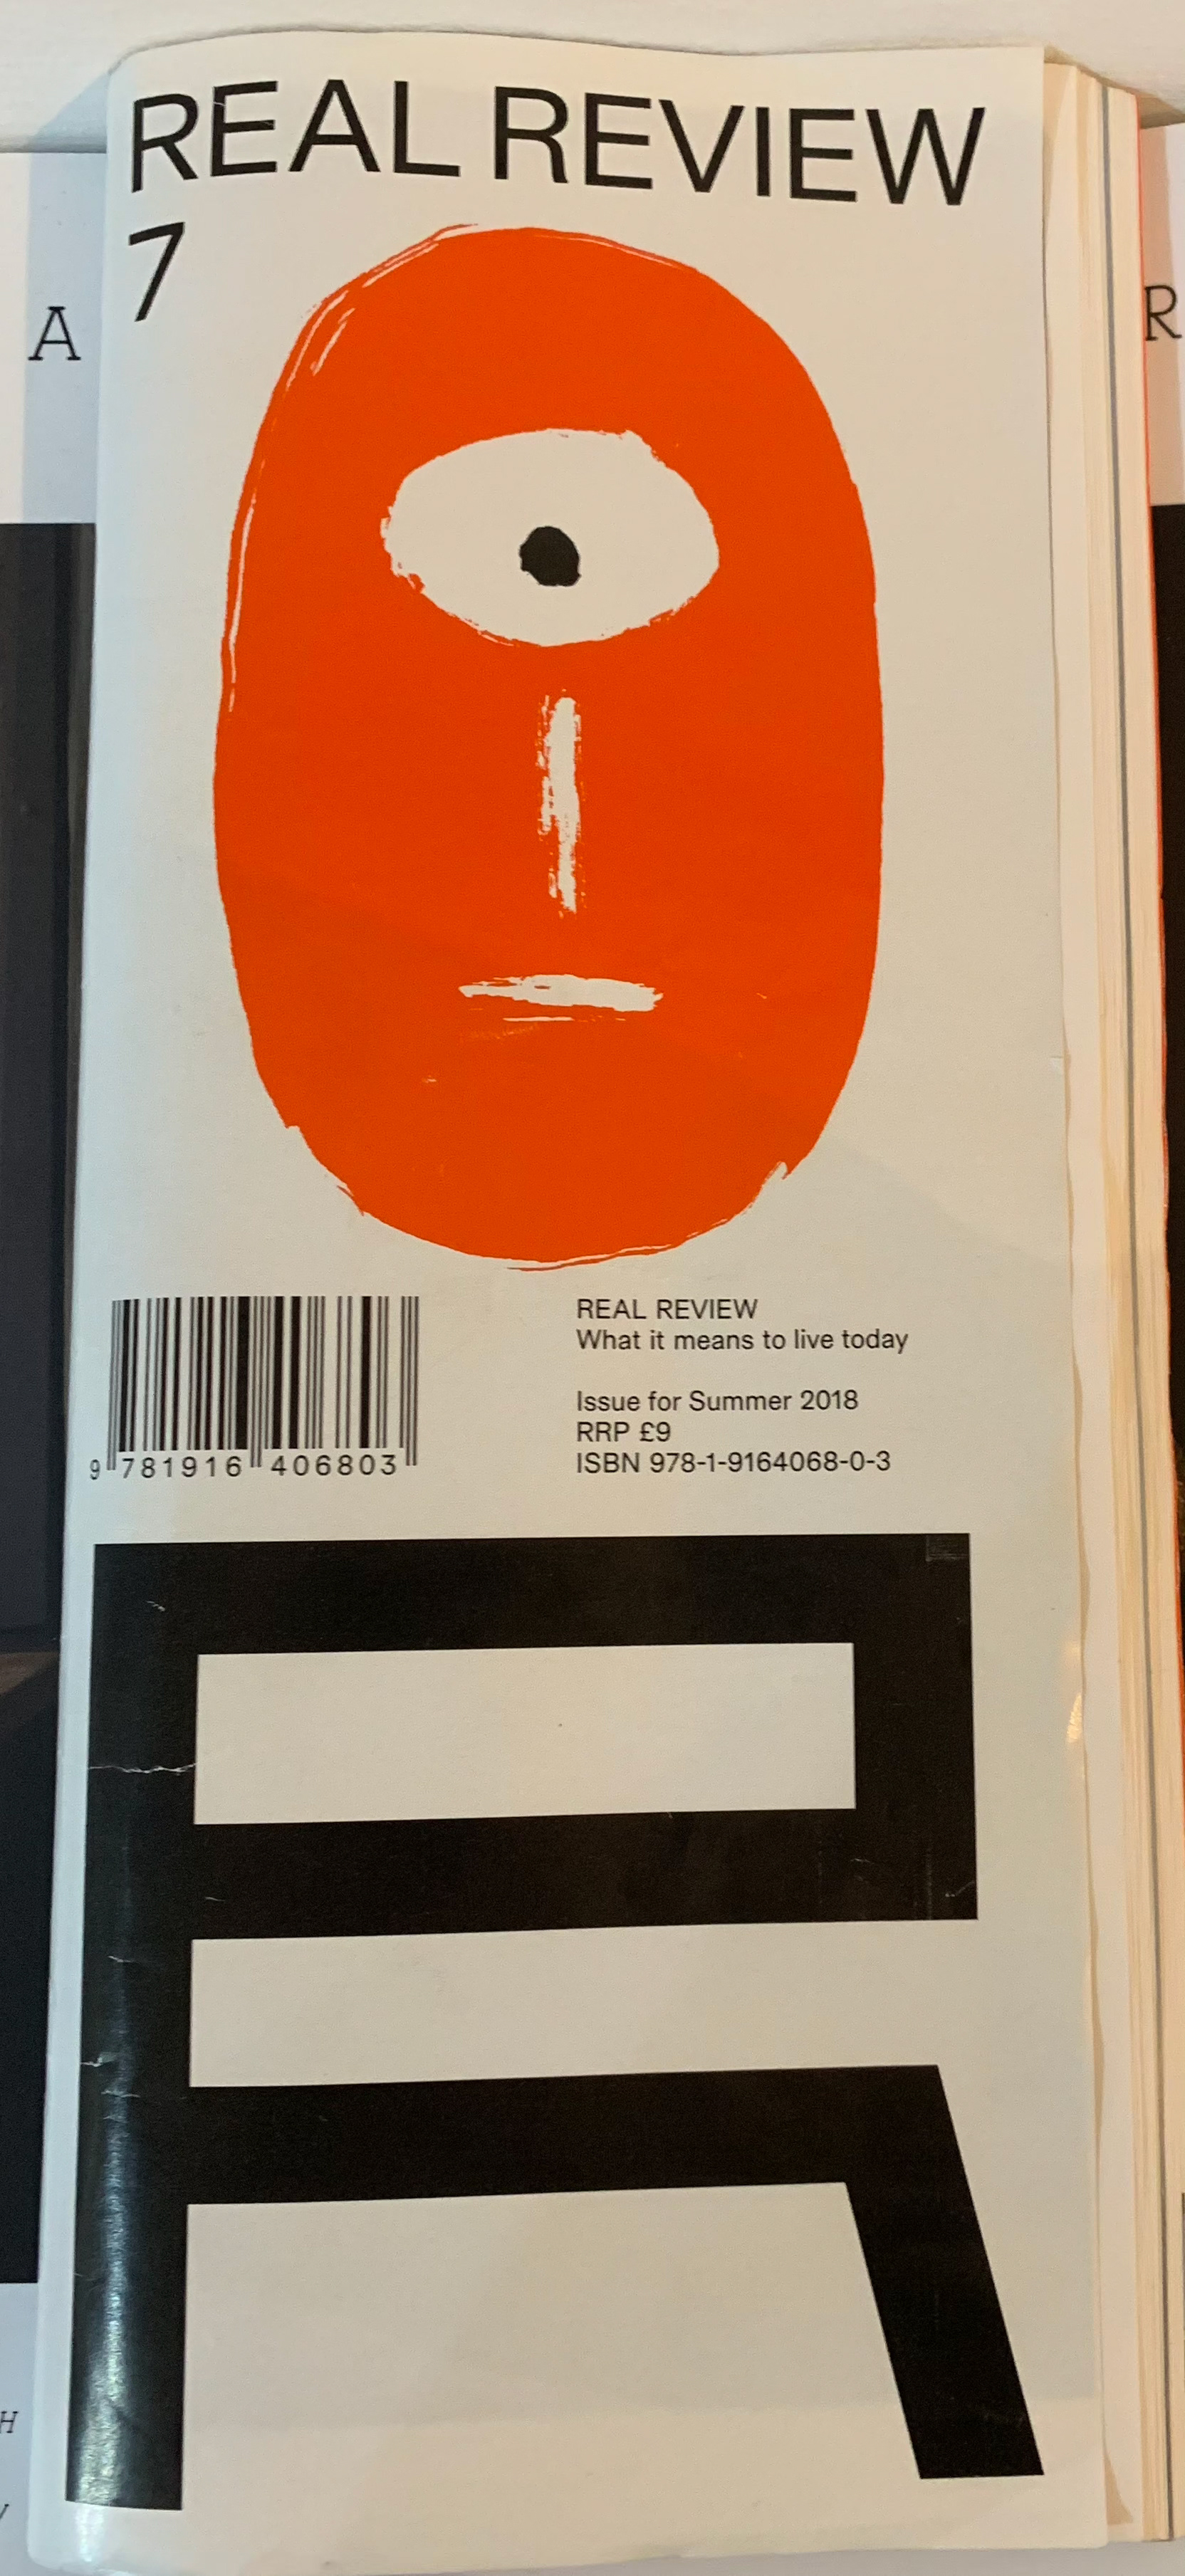 REAL REVIEW
7
A
R
REAL REVIEW
What it means to live today
Issue for Summer 2018
RRP £9
ISBN 978-1-9164068-0-3
9 781916 406803
R
H